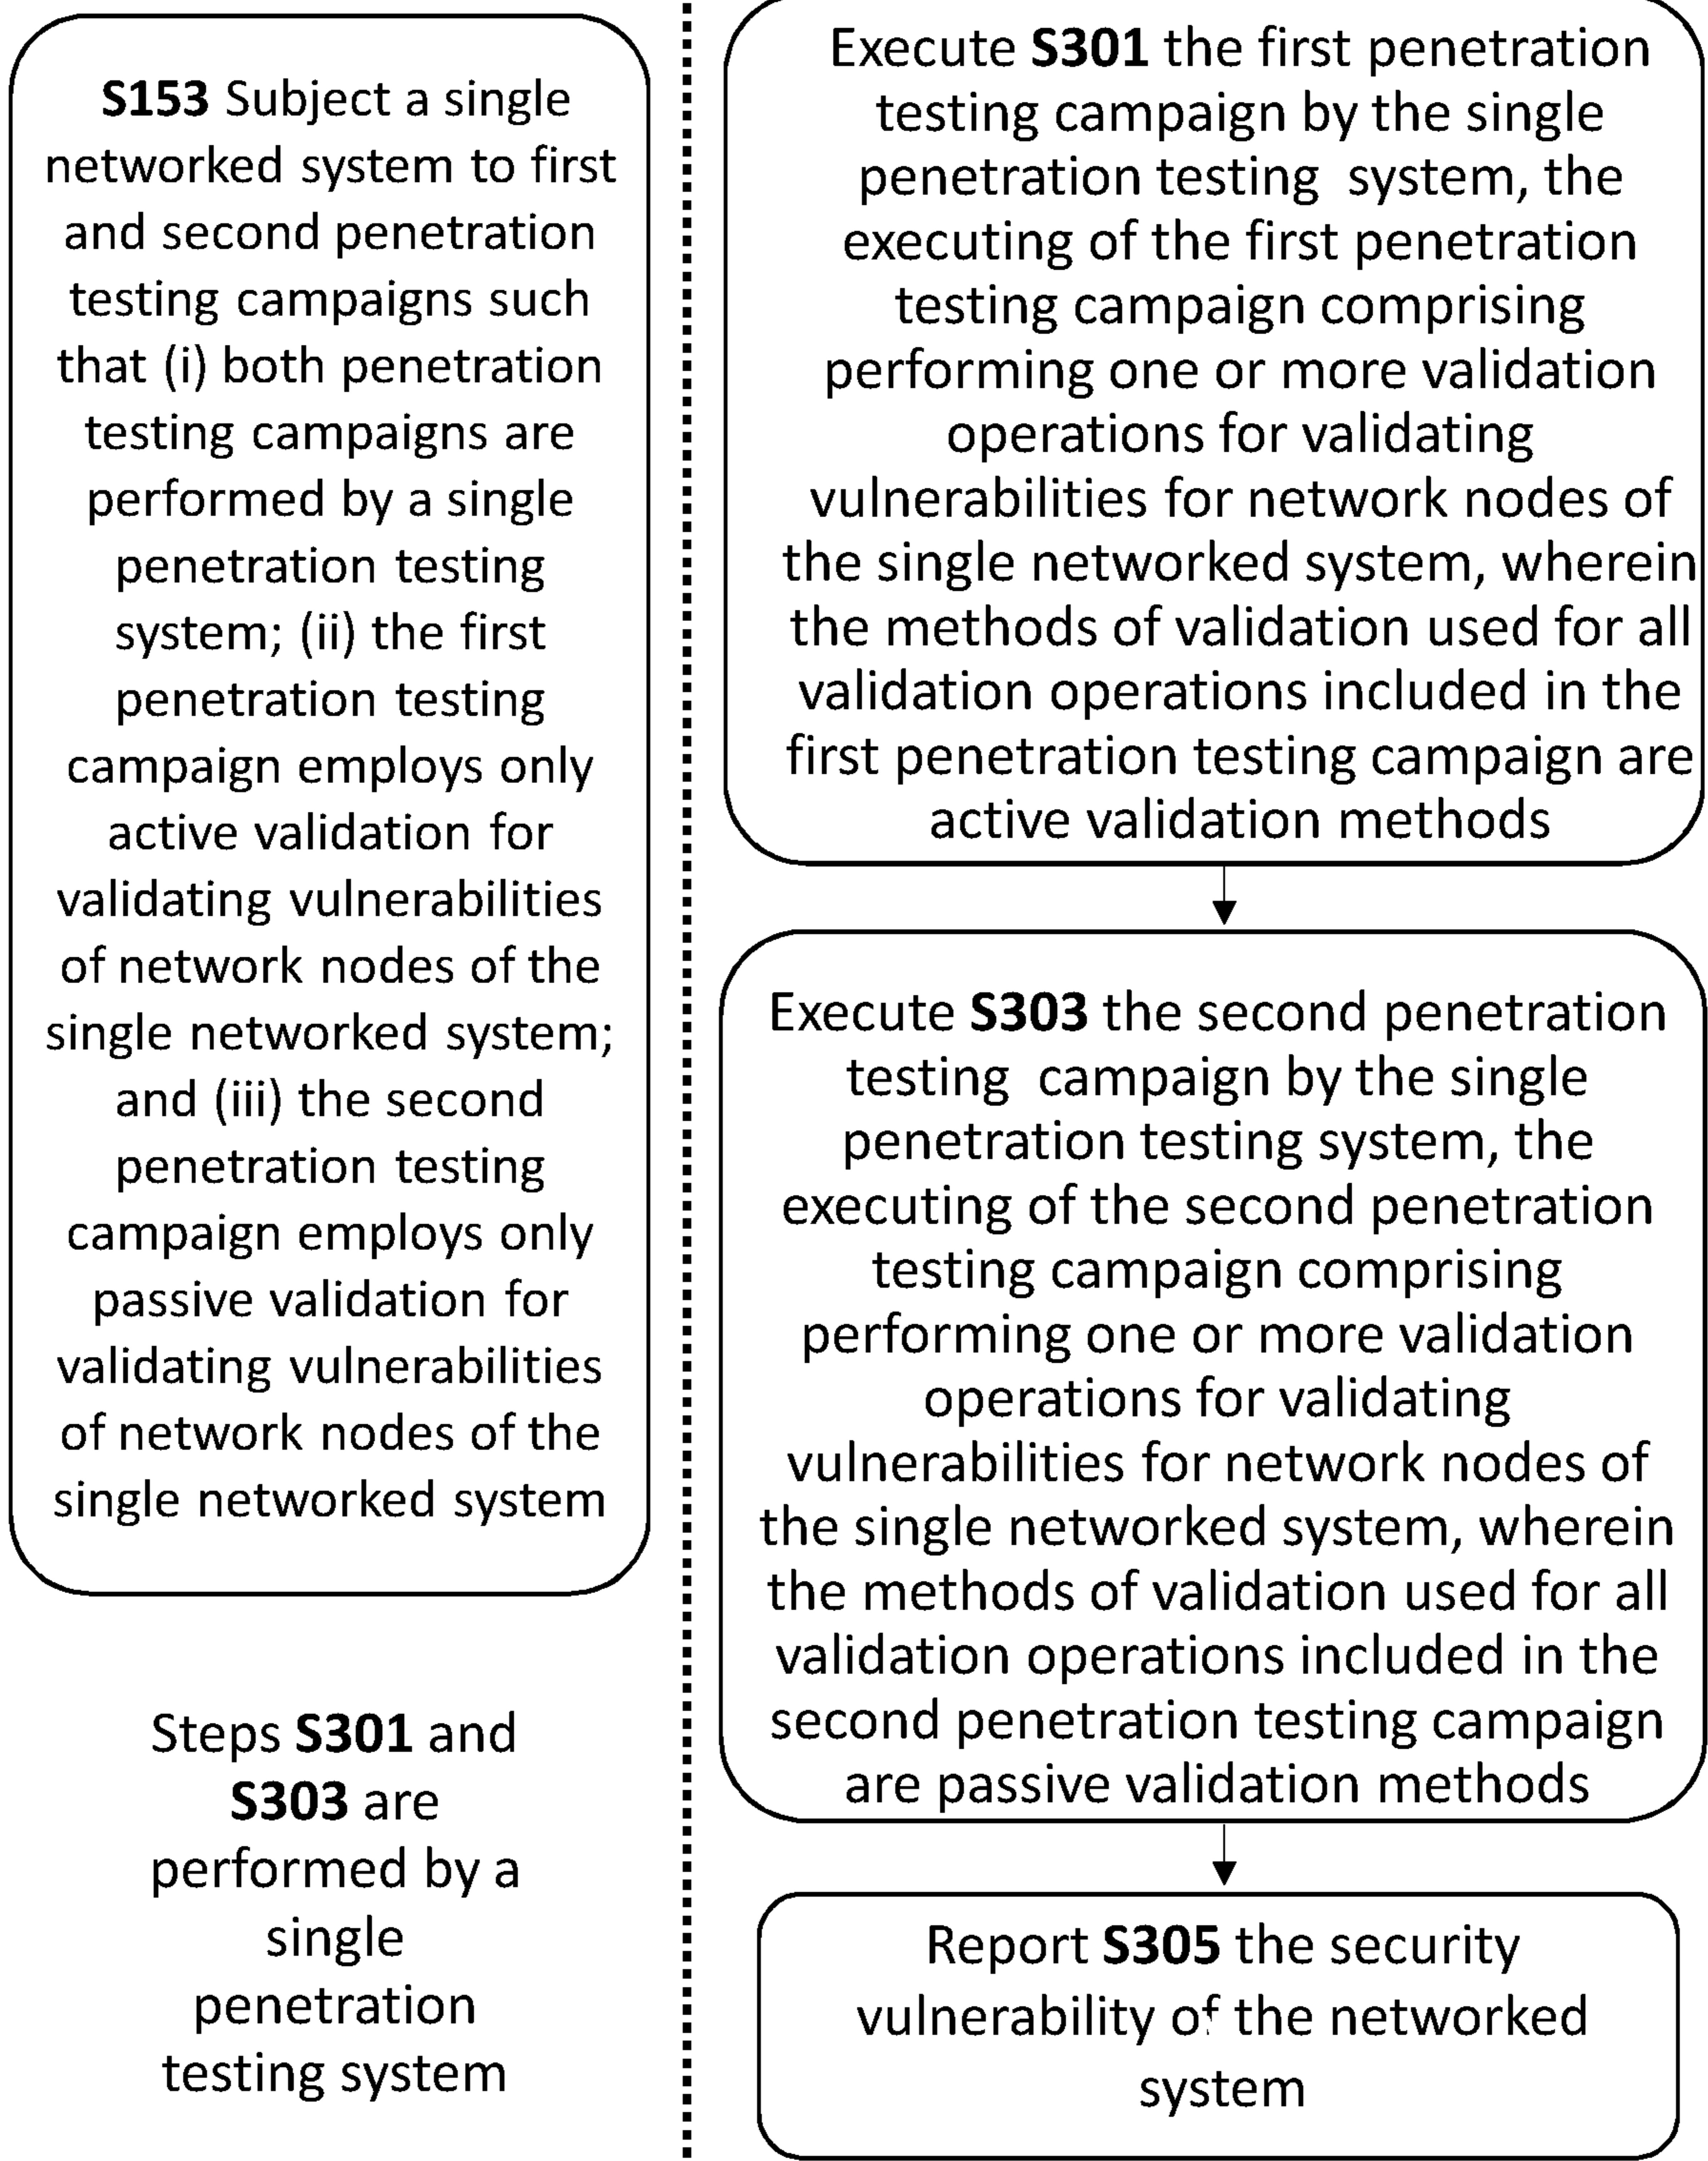 S153 Subject a single
networked system to first
and second penetration
testing campaigns such
that (i) both penetration
testing campaigns are
performed by a single
penetration testing
system; (ii) the first
penetration testing
campaign employs only
active validation for
validating vulnerabilities
of network nodes of the
single networked system;
and (iii) the second
penetration testing
campaign employs only
passive validation for
validating vulnerabilities
of network nodes of the
single networked system
Steps S301 and
S303 are
performed by a
single
penetration
testing system
Execute S301 the first penetration
testing campaign by the single
penetration testing system, the
executing of the first penetration
testing campaign comprising
performing one or more validation
operations for validating
vulnerabilities for network nodes of
the single networked system, wherein
the methods of validation used for all
validation operations included in the
first penetration testing campaign are
active validation methods
Execute S303 the second penetration
testing campaign by the single
penetration testing system, the
executing of the second penetration
testing campaign comprising
performing one or more validation
operations for validating
vulnerabilities for network nodes of
the single networked system, wherein
the methods of validation used for all
validation operations included in the
second penetration testing campaign
are passive validation methods
Report S305 the security
vulnerability of the networked
system